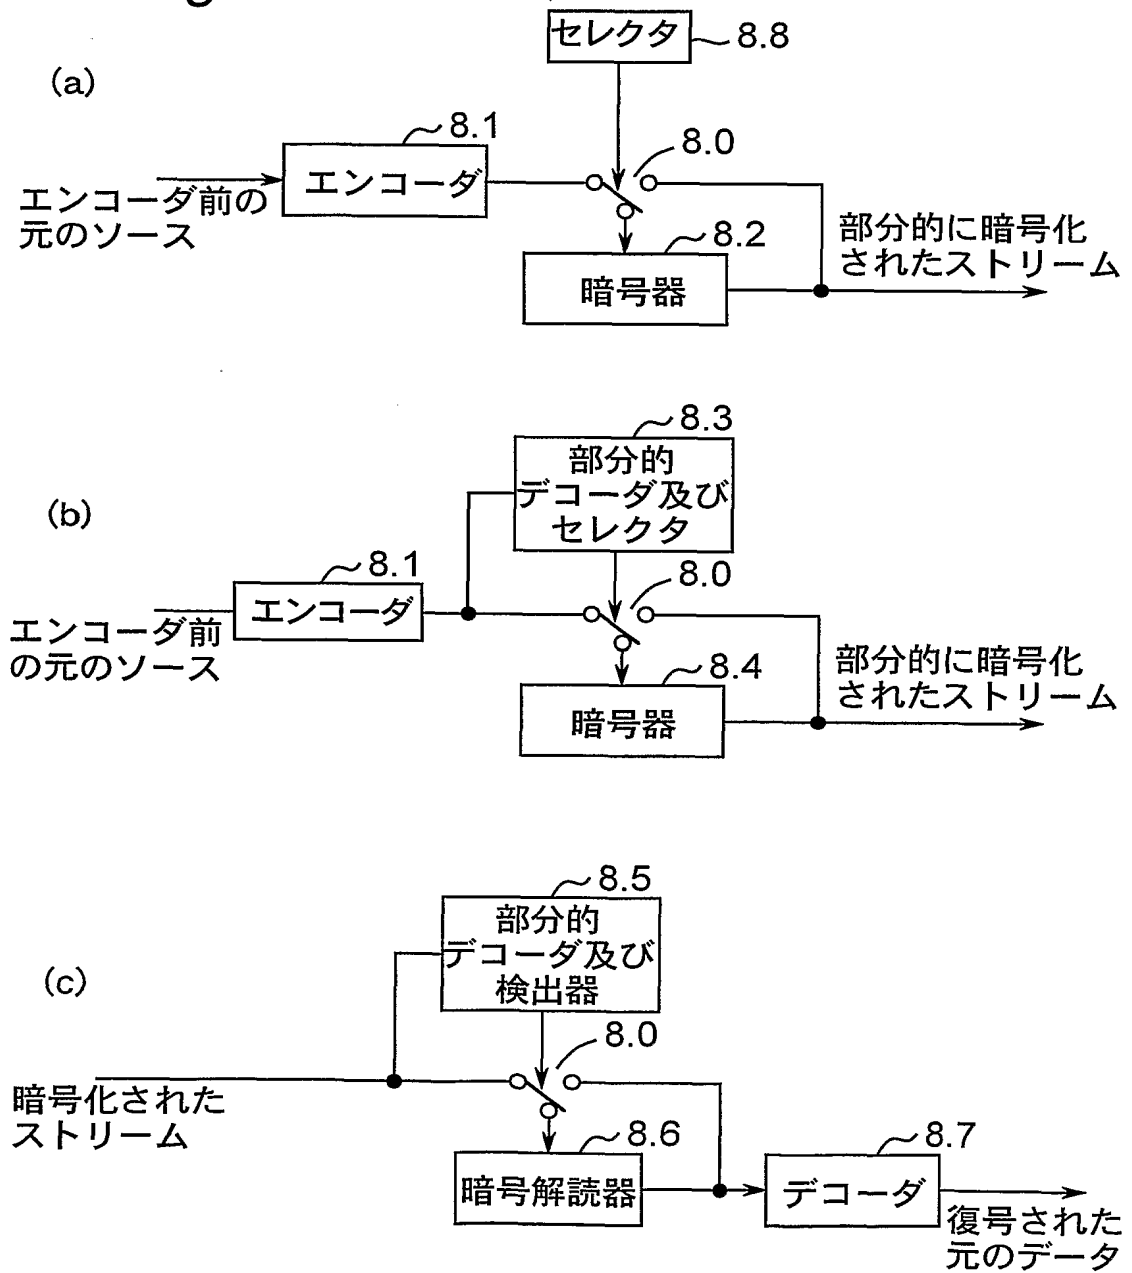 セレクタ
8.8
(a)
8.1
8.0
エンコーダ
エンコーダ前の
元のソース
8.2
部分的に暗号化
されたストリーム
暗号器
8.3
部分的
デコーダ及び
セレクタ
(b)
8.1
8.0
エンコーダ
エンコーダ前
の元のソース
8.4
部分的に暗号化
されたストリーム
暗号器
8.5
部分的
デコーダ及び
検出器
(c)
8.0
暗号化された
ストリーム
8.6
8.7
暗号解読器
デコーダ
復号された
元のデータ